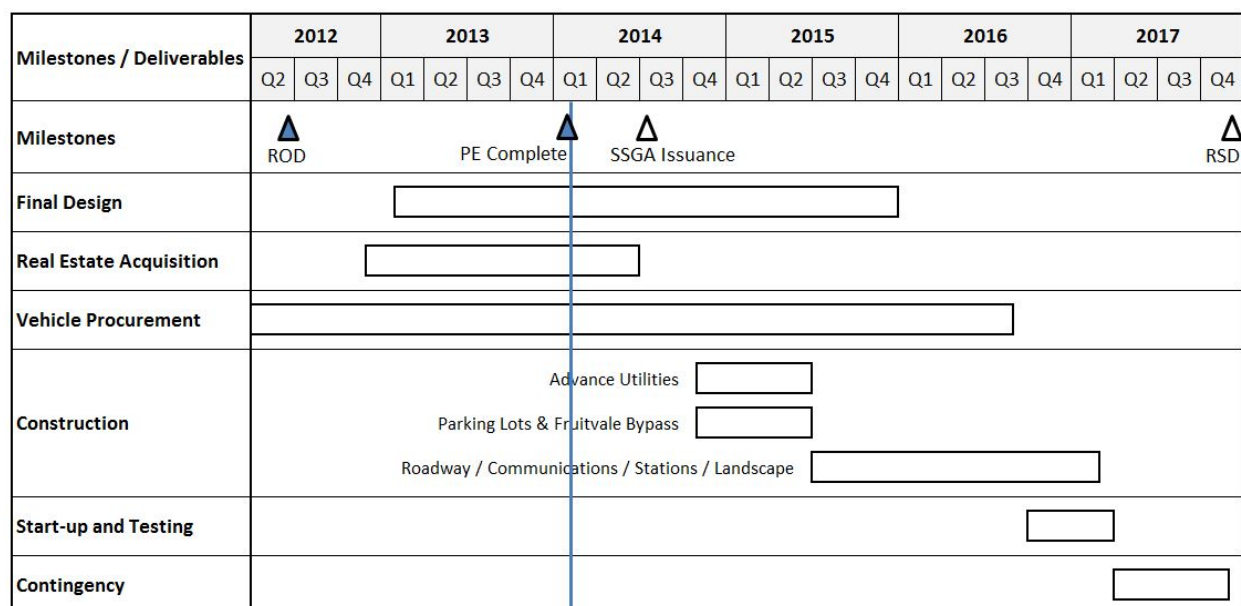 Milestones / Deliverables
2012 2013 2014 2015 2016 2017
Q2 Q3 Q4 Q1 Q2 Q3 Q4 Q1 Q2 Q3 Q4 Q1 Q2 Q3 Q4 Q1 Q2 Q3 Q4 Q1 Q2 Q3 Q4
Milestones
ROD PE Complete SSGA Issuance RSD
Final Design
Real Estate Acquisition
Vehicle Procurement
Construction
Advance Utilities
Parking Lots & Fruitvale Bypass
Roadway / Communications / Stations / Landscape
Start-up and Testing
Contingency